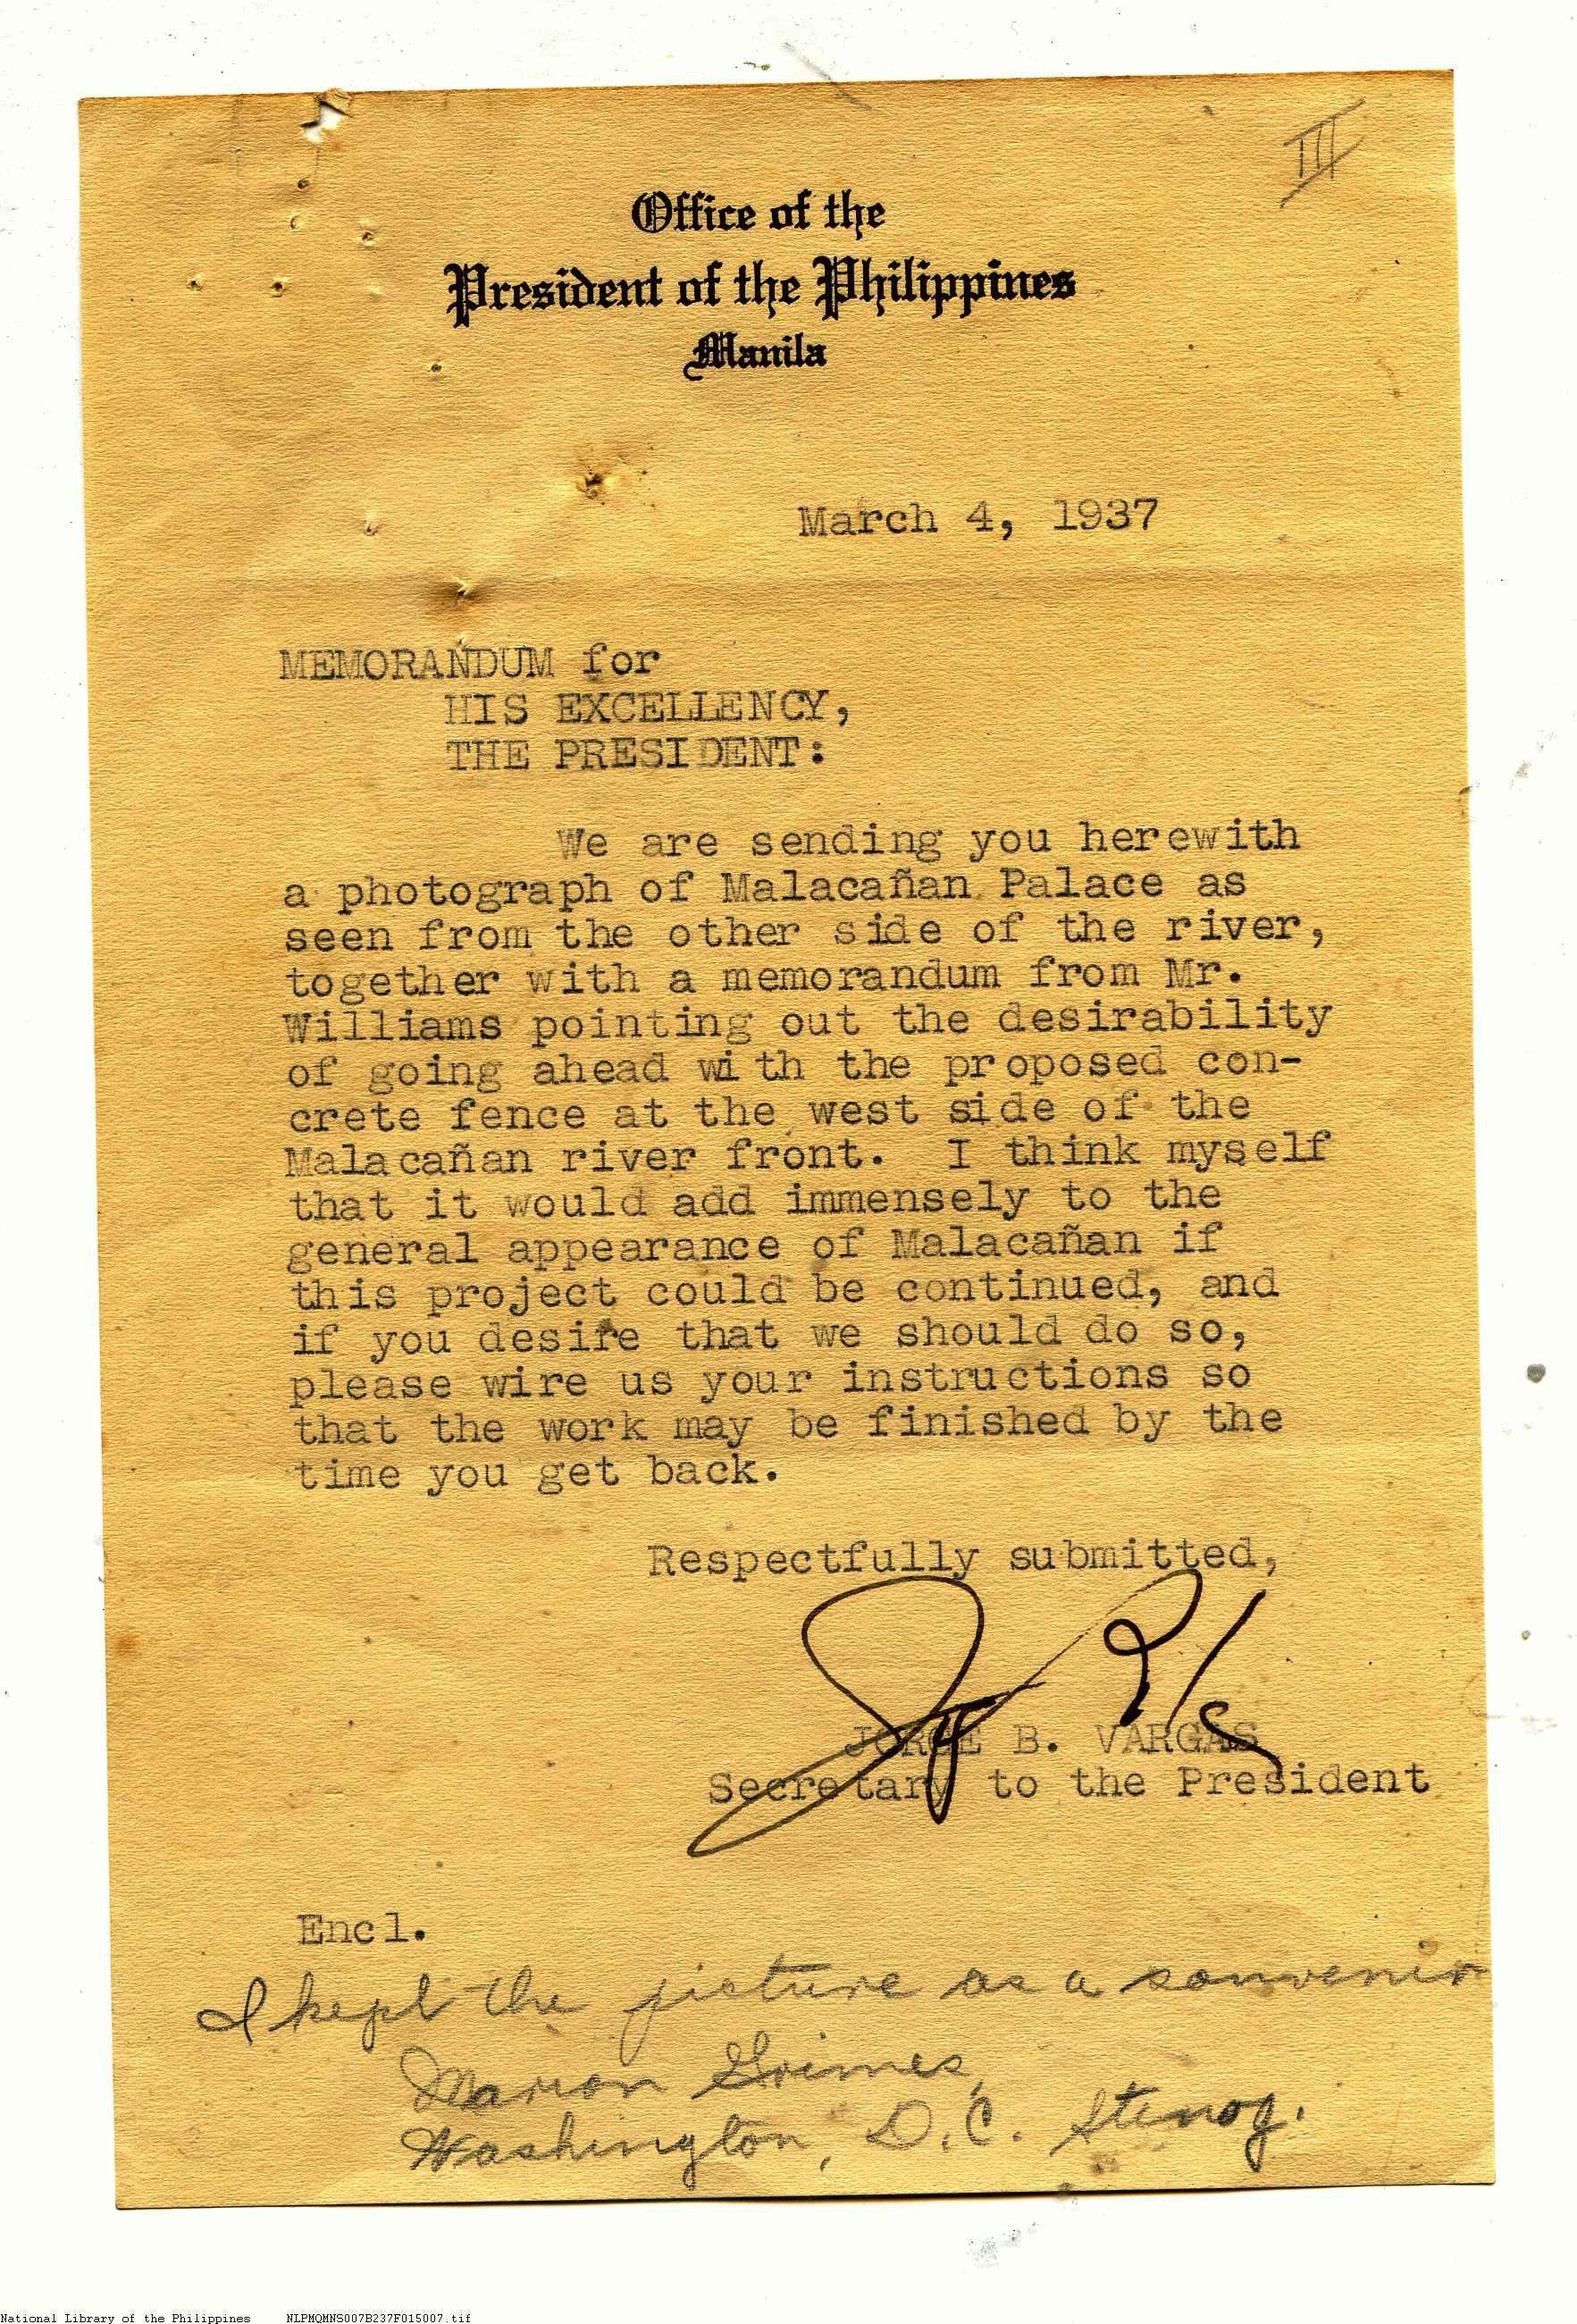 III
Office of the
President of the Philippines
Manila
March 4, 1937
MEMORANDUM for
HIS EXCELLENCY,
THE PRESIDENT:
We are sending you herewith
a photograph of Malacañan Palace as
seen from the other side of the river,
together with a memorandum from Mr.
Williams pointing out the desirability
of going ahead with the proposed con-
crete fence at the west side of the
Malacañan river front. I think myself
that it would add immensely to the
general appearance of Malacañan if
this project could be continued, and
if you desire that we should do so,
please wire us your instructions so
that the work may be finished by the
time you get back.
Respectfully submitted,
JORGE B. VARGAS
Secretary to the President
Encl.
I kept the picture as a souvenir
Marion Grimes,
Washington, D.C. Stenog.
National Library of the Philippines NLPMQMNS007B237F015007.tif